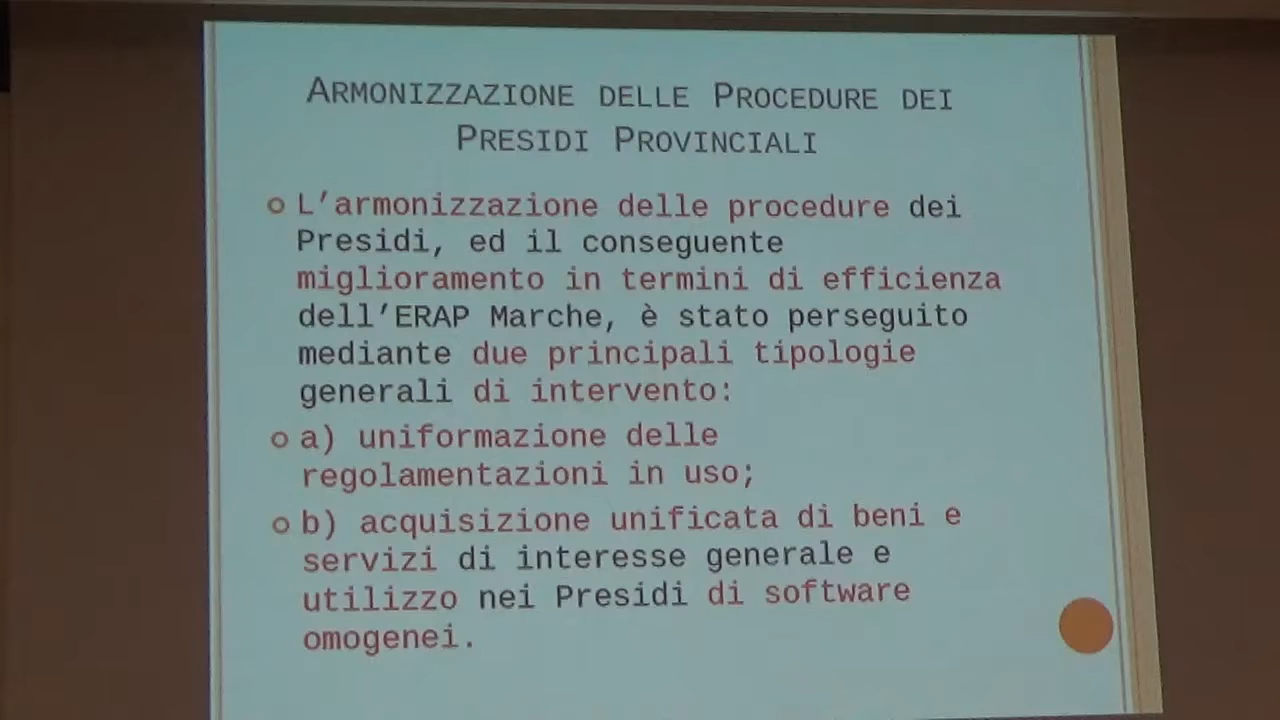 ARMONIZZAZIONE DELLE PROCEDURE DEI
PRESIDI PROVINCIALI
L'armonizzazione delle procedure dei
Presidi, ed il conseguente
miglioramento in termini di efficienza
dell'ERAP Marche, è stato perseguito
mediante due principali tipologie
generali di intervento:
a) uniformazione delle
regolamentazioni in uso;
b) acquisizione unificata di beni e
servizi di interesse generale e
utilizzo nei Presidi di software
omogenei.